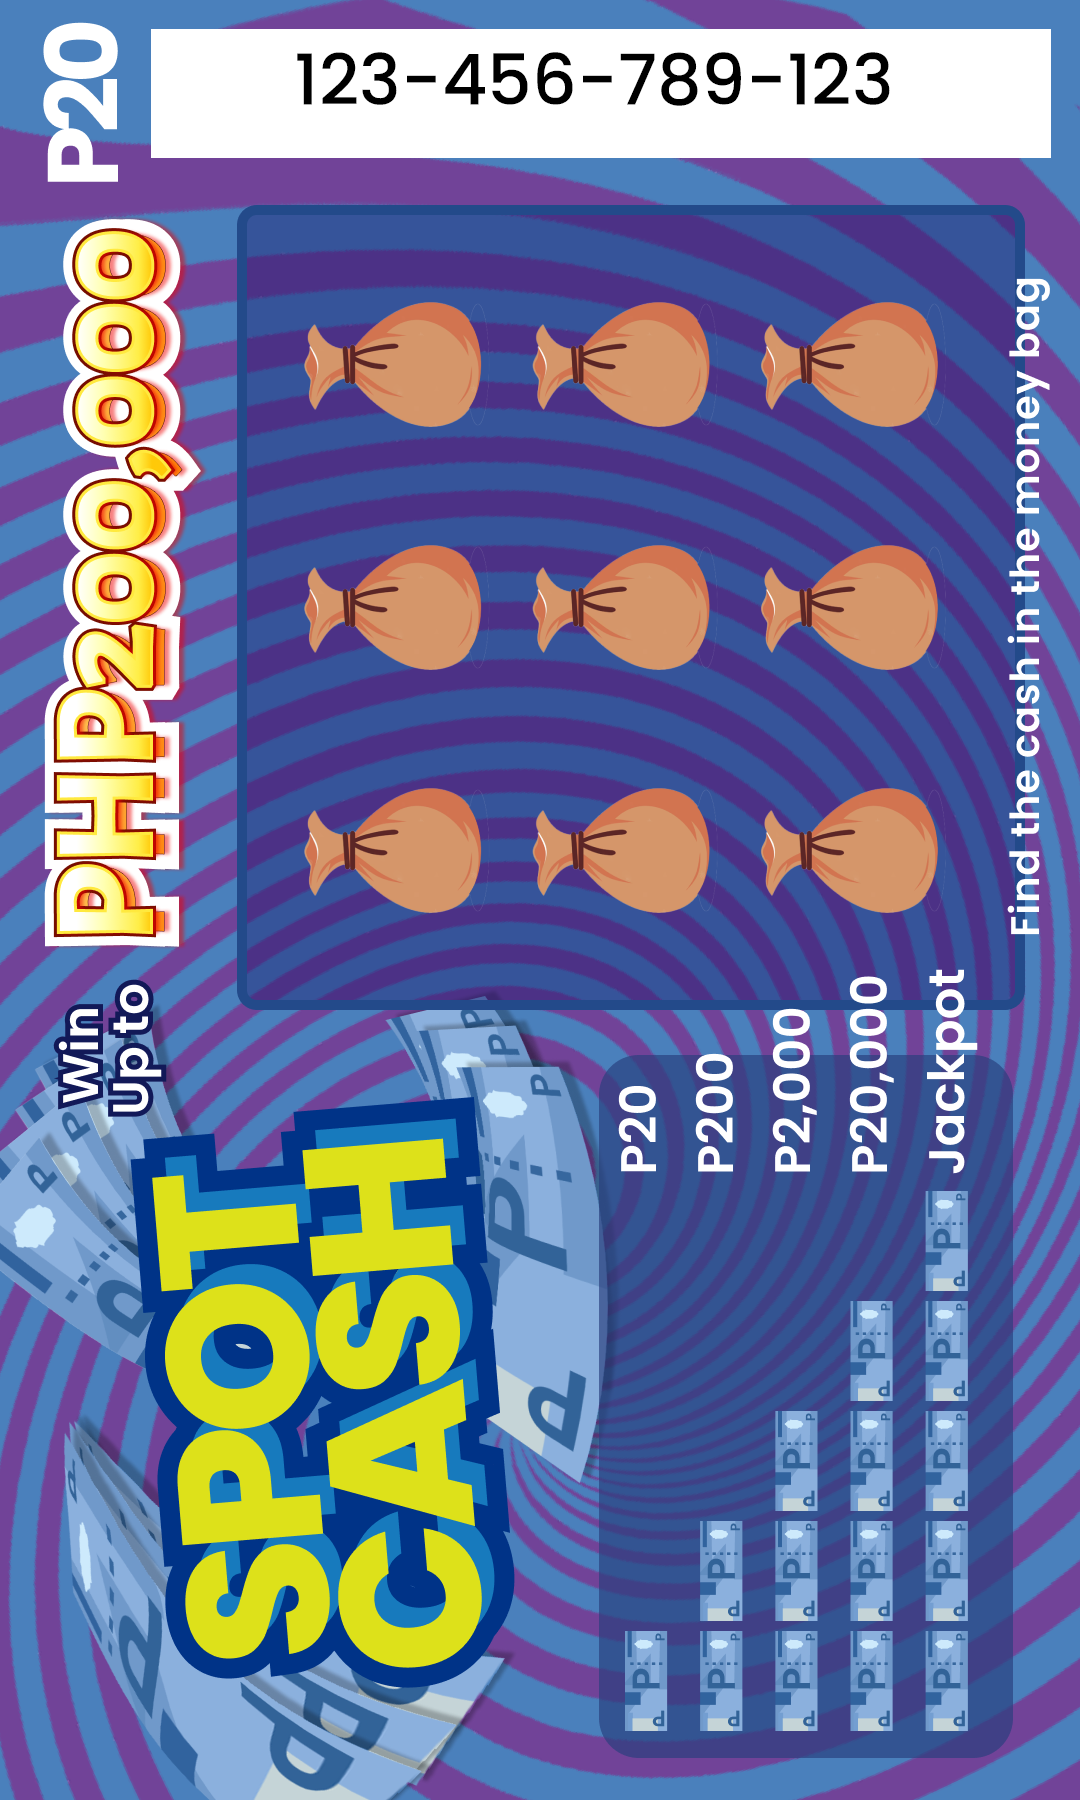 P20
123-456-789-123
Win
Up to
PHP200,000
SPOT
CASH
P20
P200
P2,000
P20,000
Jackpot
Find the cash in the money bag